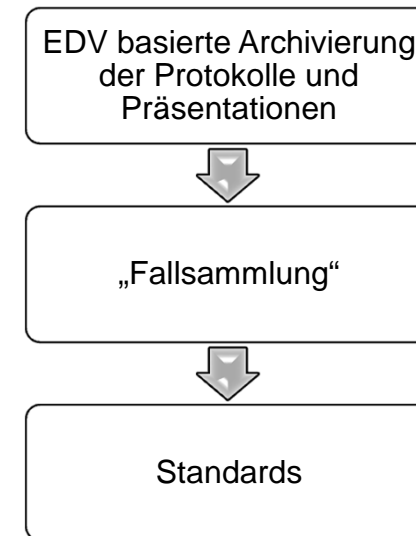 EDV basierte Archivierung
der Protokolle und
Präsentationen
„Fallsammlung“
Standards